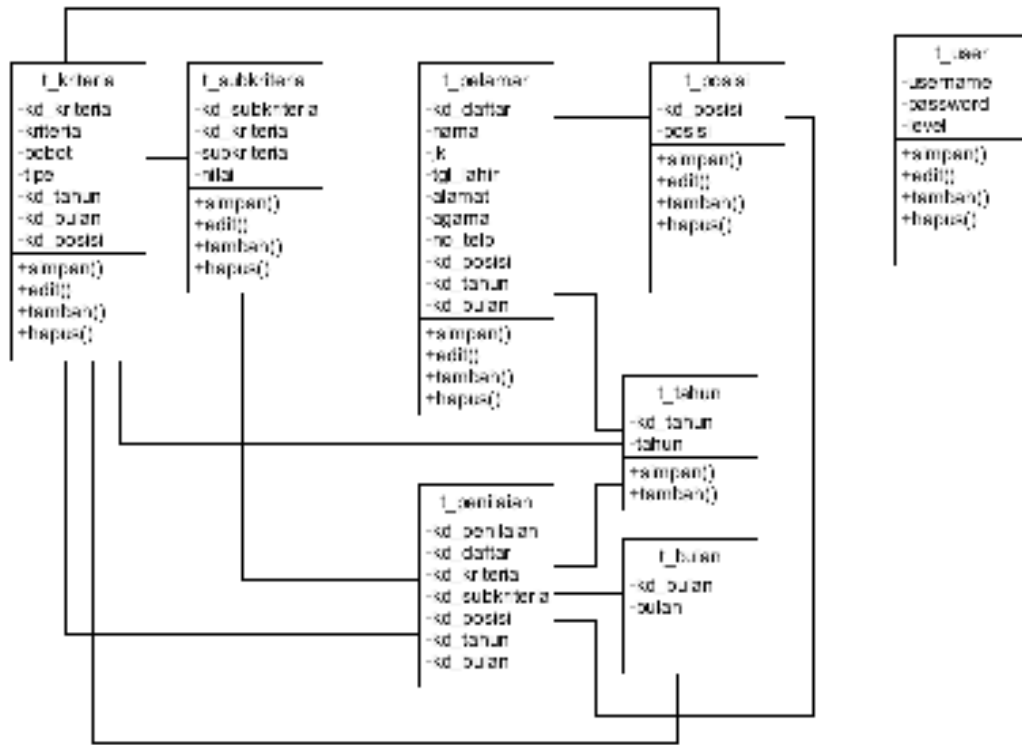 t_kriteria
-kd_kriteria
-kriteria
-bobot
-tipe
-kd_tahun
-kd_bulan
-kd_posisi
+simpan()
+edit()
+tambah()
+hapus()
t_subkriteria
-kd_subkriteria
-kd_kriteria
-subkriteria
-nilai
+simpan()
+edit()
+tambah()
+hapus()
t_pelamar
-kd_daftar
-nama
-jk
-tgl_lahir
-alamat
-agama
-no_telp
-kd_posisi
-kd_tahun
-kd_bulan
+simpan()
+edit()
+tambah()
+hapus()
t_posisi
-kd_posisi
-posisi
+simpan()
+edit()
+tambah()
+hapus()
t_user
-username
-password
-level
+simpan()
+edit()
+tambah()
+hapus()
t_tahun
-kd_tahun
-tahun
+simpan()
+tambah()
t_penilaian
-kd_penilaian
-kd_daftar
-kd_kriteria
-kd_subkriteria
-kd_posisi
-kd_tahun
-kd_bulan
t_bulan
-kd_bulan
-bulan